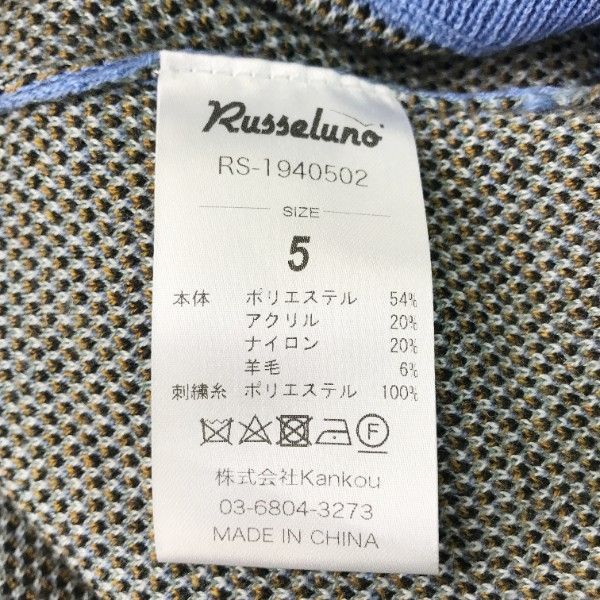 Russeluno
RS-1940502
SIZE
5
本体 ポリエステル 54%
アクリル 20%
ナイロン 20%
羊毛 6%
刺繍糸 ポリエステル 100%
F
株式会社Kankou
03-6804-3273
MADE IN CHINA